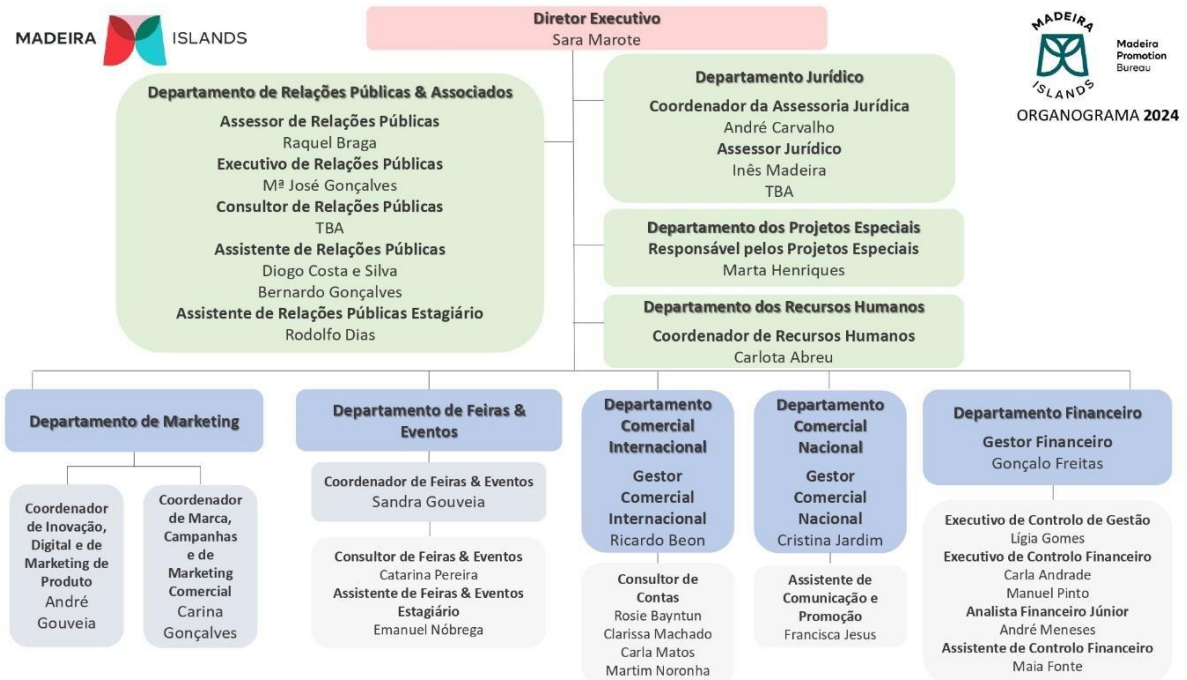 MADEIRA ISLANDS
Diretor Executivo
Sara Marote
MADEIRA
ISLANDS
Madeira
Promotion
Bureau
ORGANOGRAMA 2024
Departamento de Relações Públicas & Associados
Assessor de Relações Públicas
Raquel Braga
Executivo de Relações Públicas
Mª José Gonçalves
Consultor de Relações Públicas
TBA
Assistente de Relações Públicas
Diogo Costa e Silva
Bernardo Gonçalves
Assistente de Relações Públicas Estagiário
Rodolfo Dias
Departamento Jurídico
Coordenador da Assessoria Jurídica
André Carvalho
Assessor Jurídico
Inês Madeira
TBA
Departamento dos Projetos Especiais
Responsável pelos Projetos Especiais
Marta Henriques
Departamento dos Recursos Humanos
Coordenador de Recursos Humanos
Carlota Abreu
Departamento de Marketing
Coordenador
de Inovação,
Digital e de
Marketing de
Produto
André
Gouveia
Coordenador
de Marca,
Campanhas
e de
Marketing
Comercial
Carina
Gonçalves
Departamento de Feiras &
Eventos
Coordenador de Feiras & Eventos
Sandra Gouveia
Consultor de Feiras & Eventos
Catarina Pereira
Assistente de Feiras & Eventos
Estagiário
Emanuel Nóbrega
Departamento
Comercial
Internacional
Gestor
Comercial
Internacional
Ricardo Beon
Consultor de
Contas
Rosie Bayntun
Clarissa Machado
Carla Matos
Martim Noronha
Departamento
Comercial
Nacional
Gestor
Comercial
Nacional
Cristina Jardim
Assistente de
Comunicação e
Promoção
Francisca Jesus
Departamento Financeiro
Gestor Financeiro
Gonçalo Freitas
Executivo de Controlo de Gestão
Lígia Gomes
Executivo de Controlo Financeiro
Carla Andrade
Manuel Pinto
Analista Financeiro Júnior
André Meneses
Assistente de Controlo Financeiro
Maia Fonte